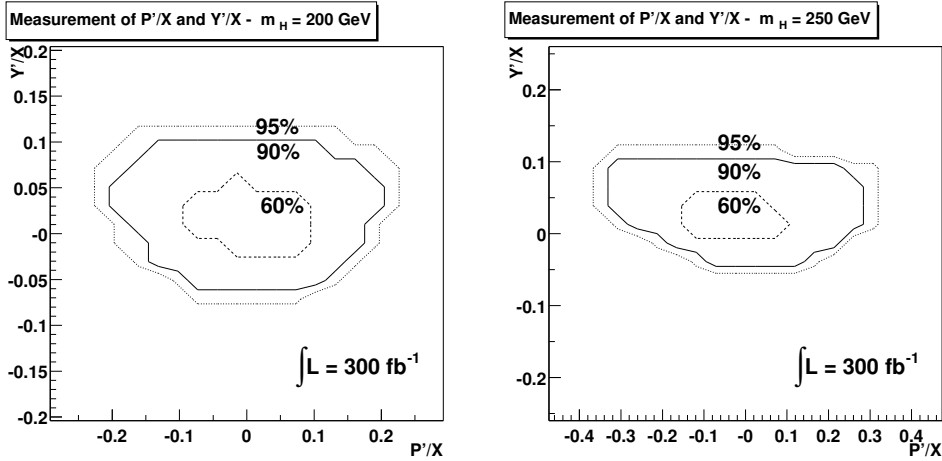 Measurement of P'/X and Y'/X - m H = 200 GeV
Y'/X
0.2
0.15
0.1
0.05
-0
-0.05
-0.1
-0.15
-0.2
95%
90%
60%
∫L = 300 fb-1
-0.2 -0.1 0 0.1 0.2
P'/X
Measurement of P'/X and Y'/X - m H = 250 GeV
Y'/X
0.2
0.1
0
-0.1
-0.2
95%
90%
60%
∫L = 300 fb-1
-0.4 -0.3 -0.2 -0.1 -0 0.1 0.2 0.3 0.4
P'/X